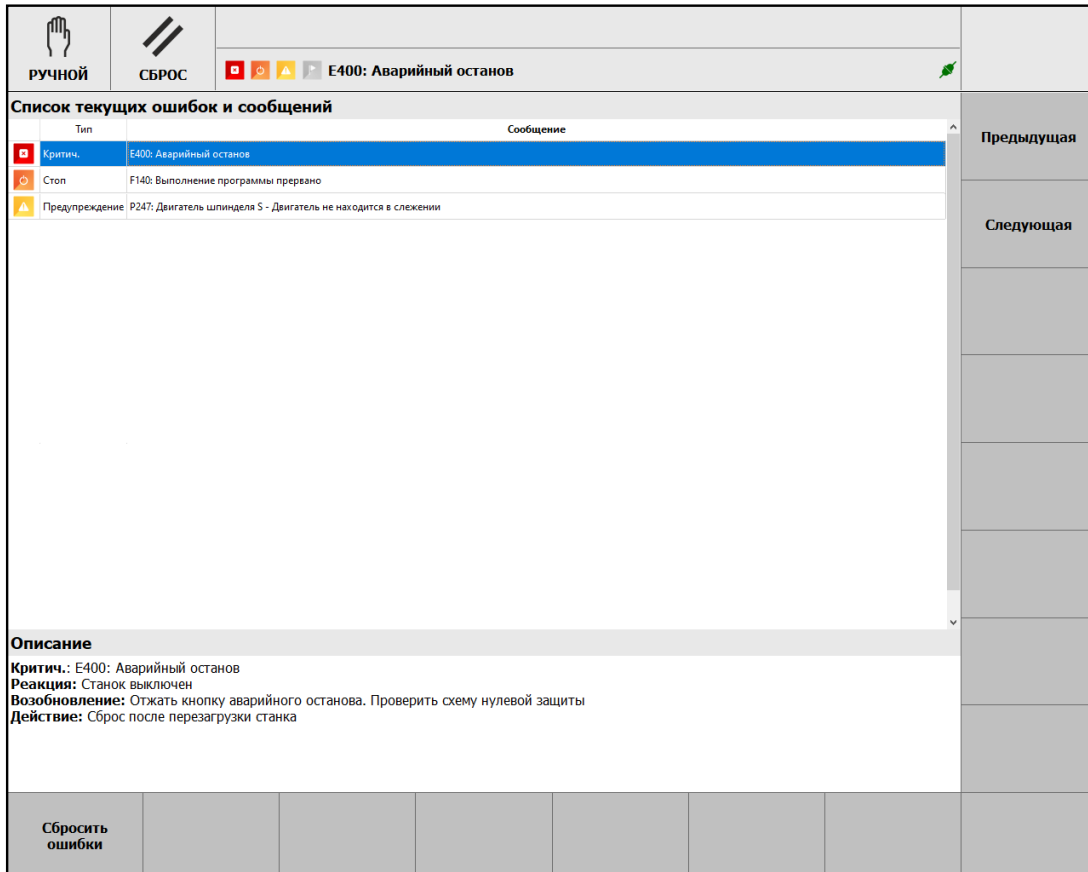 РУЧНОЙ
СБРОС
E400: Аварийный останов
Список текущих ошибок и сообщений
Тип Сообщение
Критич. E400: Аварийный останов
Стоп F140: Выполнение программы прервано
Предупреждение P247: Двигатель шпинделя S - Двигатель не находится в слежении
Предыдущая
Следующая
Описание
Критич.: E400: Аварийный останов
Реакция: Станок выключен
Возобновление: Отжать кнопку аварийного останова. Проверить схему нулевой защиты
Действие: Сброс после перезагрузки станка
Сбросить
ошибки